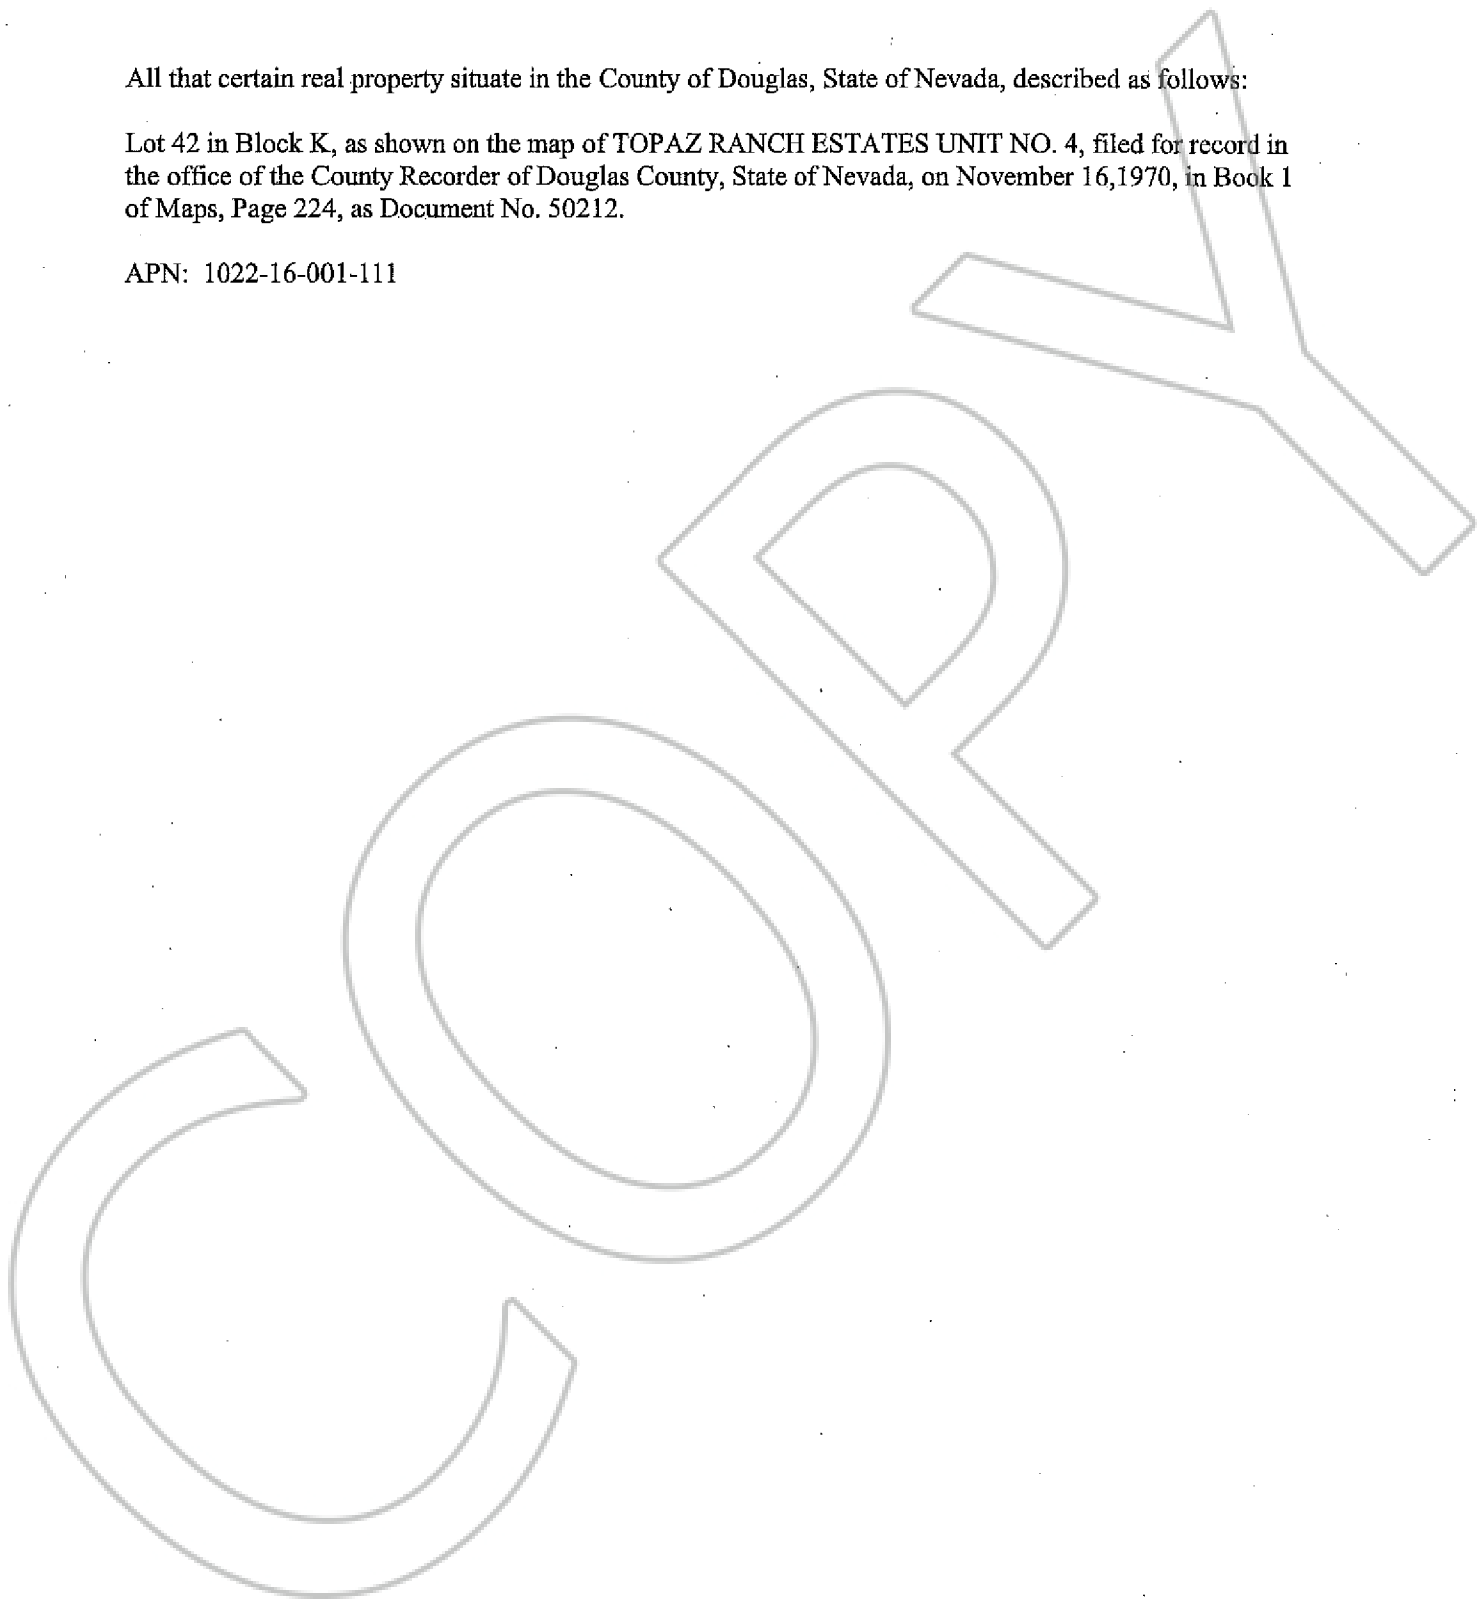 All that certain real property situate in the County of Douglas, State of Nevada, described as follows:
Lot 42 in Block K, as shown on the map of TOPAZ RANCH ESTATES UNIT NO. 4, filed for record in
the office of the County Recorder of Douglas County, State of Nevada, on November 16,1970, in Book 1
of Maps, Page 224, as Document No. 50212.
APN: 1022-16-001-111
COPY